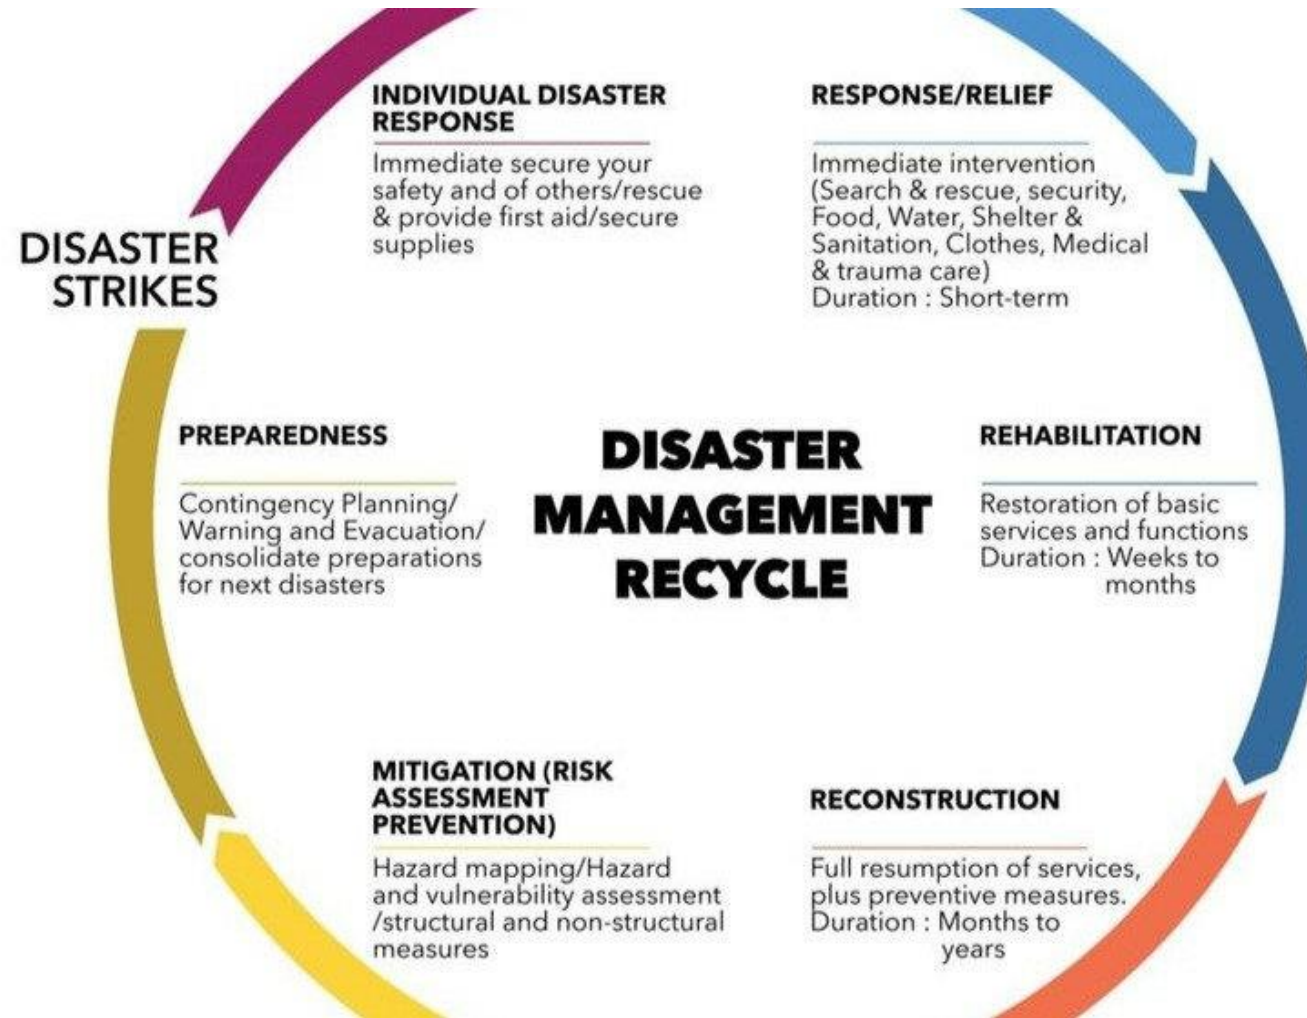 INDIVIDUAL DISASTER
RESPONSE
Immediate secure your
safety and of others/rescue
& provide first aid/secure
supplies
RESPONSE/RELIEF
Immediate intervention
(Search & rescue, security,
Food, Water, Shelter &
Sanitation, Clothes, Medical
& trauma care)
Duration : Short-term
DISASTER
STRIKES
PREPAREDNESS
Contingency Planning/
Warning and Evacuation/
consolidate preparations
for next disasters
DISASTER
MANAGEMENT
RECYCLE
REHABILITATION
Restoration of basic
services and functions
Duration : Weeks to
months
MITIGATION (RISK
ASSESSMENT
PREVENTION)
Hazard mapping/Hazard
and vulnerability assessment
/structural and non-structural
measures
RECONSTRUCTION
Full resumption of services,
plus preventive measures.
Duration : Months to
years